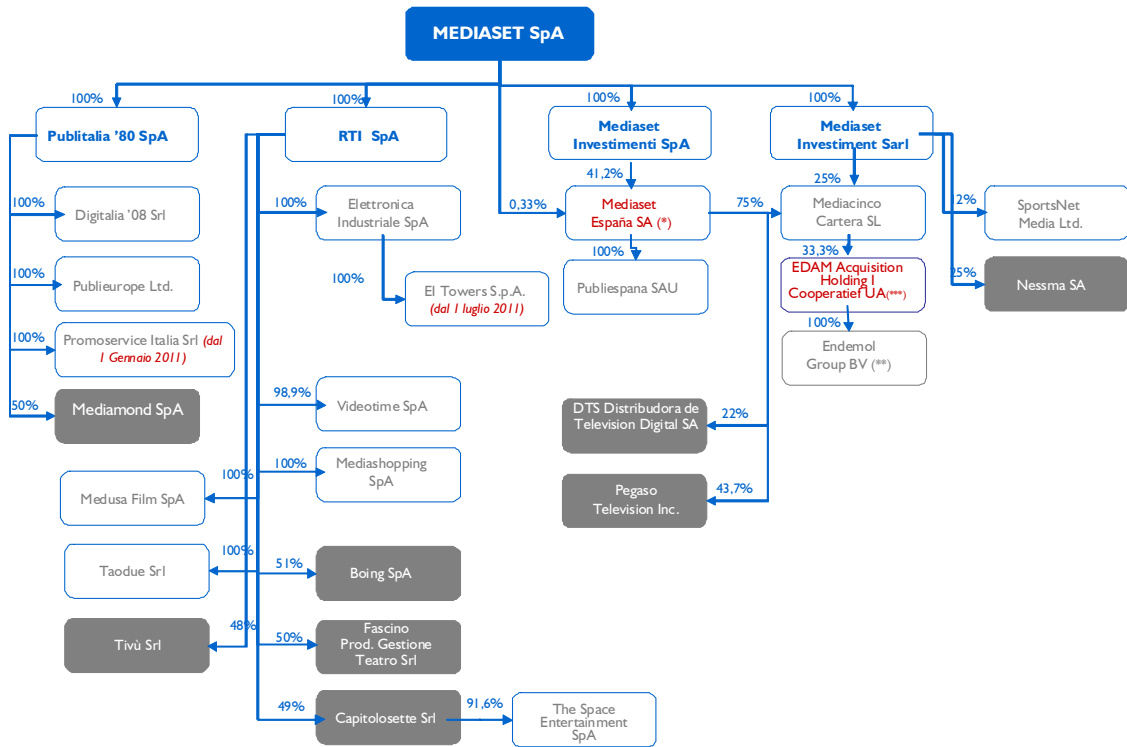 MEDIASET SpA
100%
100%
100%
100%
Publitalia ’80 SpA
RTI SpA
Mediaset
Investimenti SpA
Mediaset
Investiment Sarl
41,2%
25%
100%
Digitalia ’08 Srl
100%
Elettronica
Industriale SpA
0,33%
Mediaset
España SA (*)
75%
Mediacinco
Cartera SL
12%
SportsNet
Media Ltd.
100%
Publieurope Ltd.
100%
El Towers S.p.A.
(dal 1 luglio 2011)
100%
Publiespana SAU
33,3%
EDAM Acquisition
Holding I
Cooperatief UA(***)
25%
Nessma SA
100%
Promoservice Italia Srl (dal
1 Gennaio 2011)
100%
Endemol
Group BV (**)
50%
Mediamond SpA
98,9%
Videotime SpA
DTS Distribudora de
Television Digital SA
22%
100%
Medusa Film SpA
100%
Mediashopping
SpA
Pegaso
Television Inc.
43,7%
100%
Taodue Srl
51%
Boing SpA
48%
Tivù Srl
50%
Fascino
Prod. Gestione
Teatro Srl
49%
Capitolosette Srl
91,6%
The Space
Entertainment
SpA